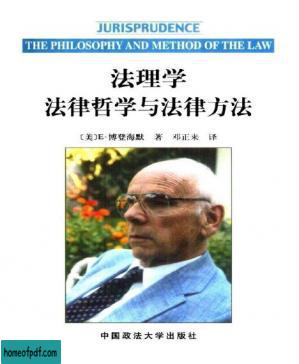 JURISPRUDENCE
THE PHILOSOPHY AND METHOD OF THE LAW
法理学
法律哲学与法律方法
〔美〕E·博登海默 著 邓正来 译
homeofpdf.com
中国政法大学出版社